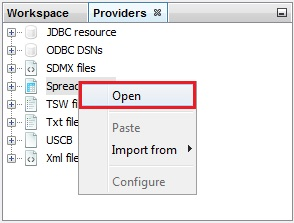 Workspace Providers
JDBC resource
ODBC DSNs
SDMX files
Spread
Open
TSW fi
Paste
Txt file
Import from
USCB
Xml file
Configure